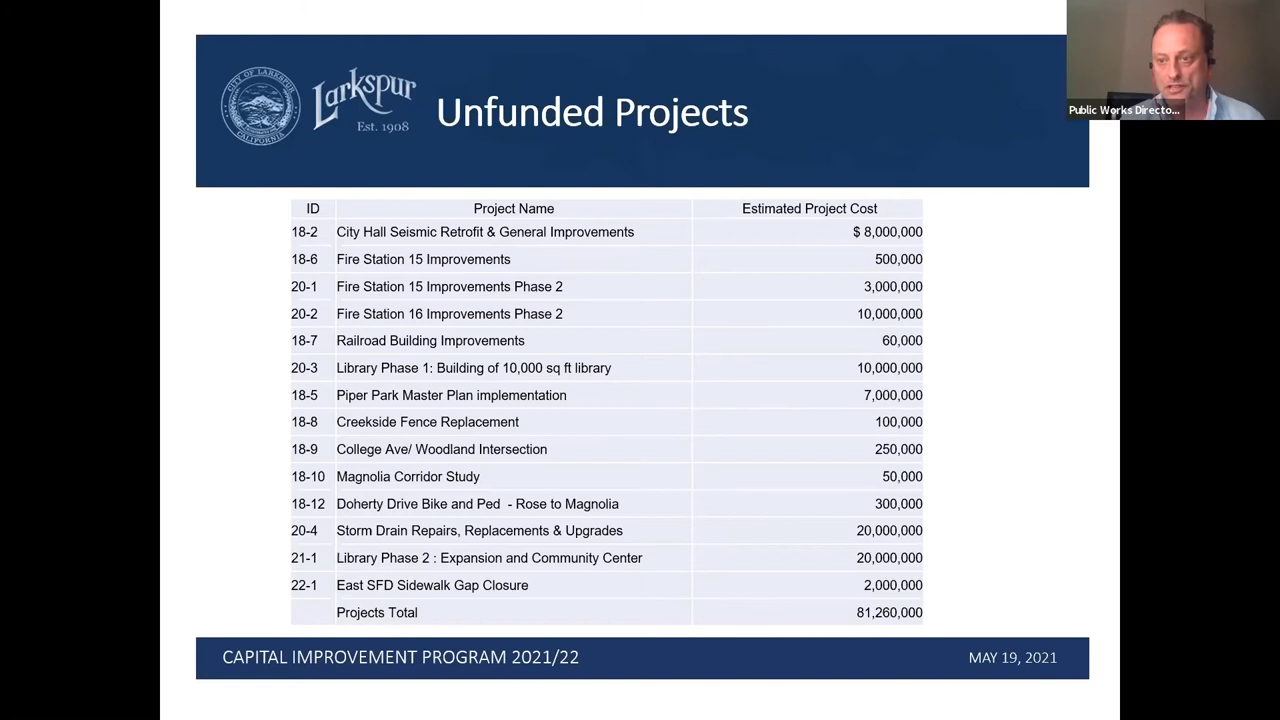 CITY OF LARKSPUR
CALIFORNIA
Larkspur
Est. 1908
Unfunded Projects
Public Works Directo...
ID Project Name Estimated Project Cost
18-2 City Hall Seismic Retrofit & General Improvements $ 8,000,000
18-6 Fire Station 15 Improvements 500,000
20-1 Fire Station 15 Improvements Phase 2 3,000,000
20-2 Fire Station 16 Improvements Phase 2 10,000,000
18-7 Railroad Building Improvements 60,000
20-3 Library Phase 1: Building of 10,000 sq ft library 10,000,000
18-5 Piper Park Master Plan implementation 7,000,000
18-8 Creekside Fence Replacement 100,000
18-9 College Ave/ Woodland Intersection 250,000
18-10 Magnolia Corridor Study 50,000
18-12 Doherty Drive Bike and Ped - Rose to Magnolia 300,000
20-4 Storm Drain Repairs, Replacements & Upgrades 20,000,000
21-1 Library Phase 2 : Expansion and Community Center 20,000,000
22-1 East SFD Sidewalk Gap Closure 2,000,000
Projects Total 81,260,000
CAPITAL IMPROVEMENT PROGRAM 2021/22 MAY 19, 2021